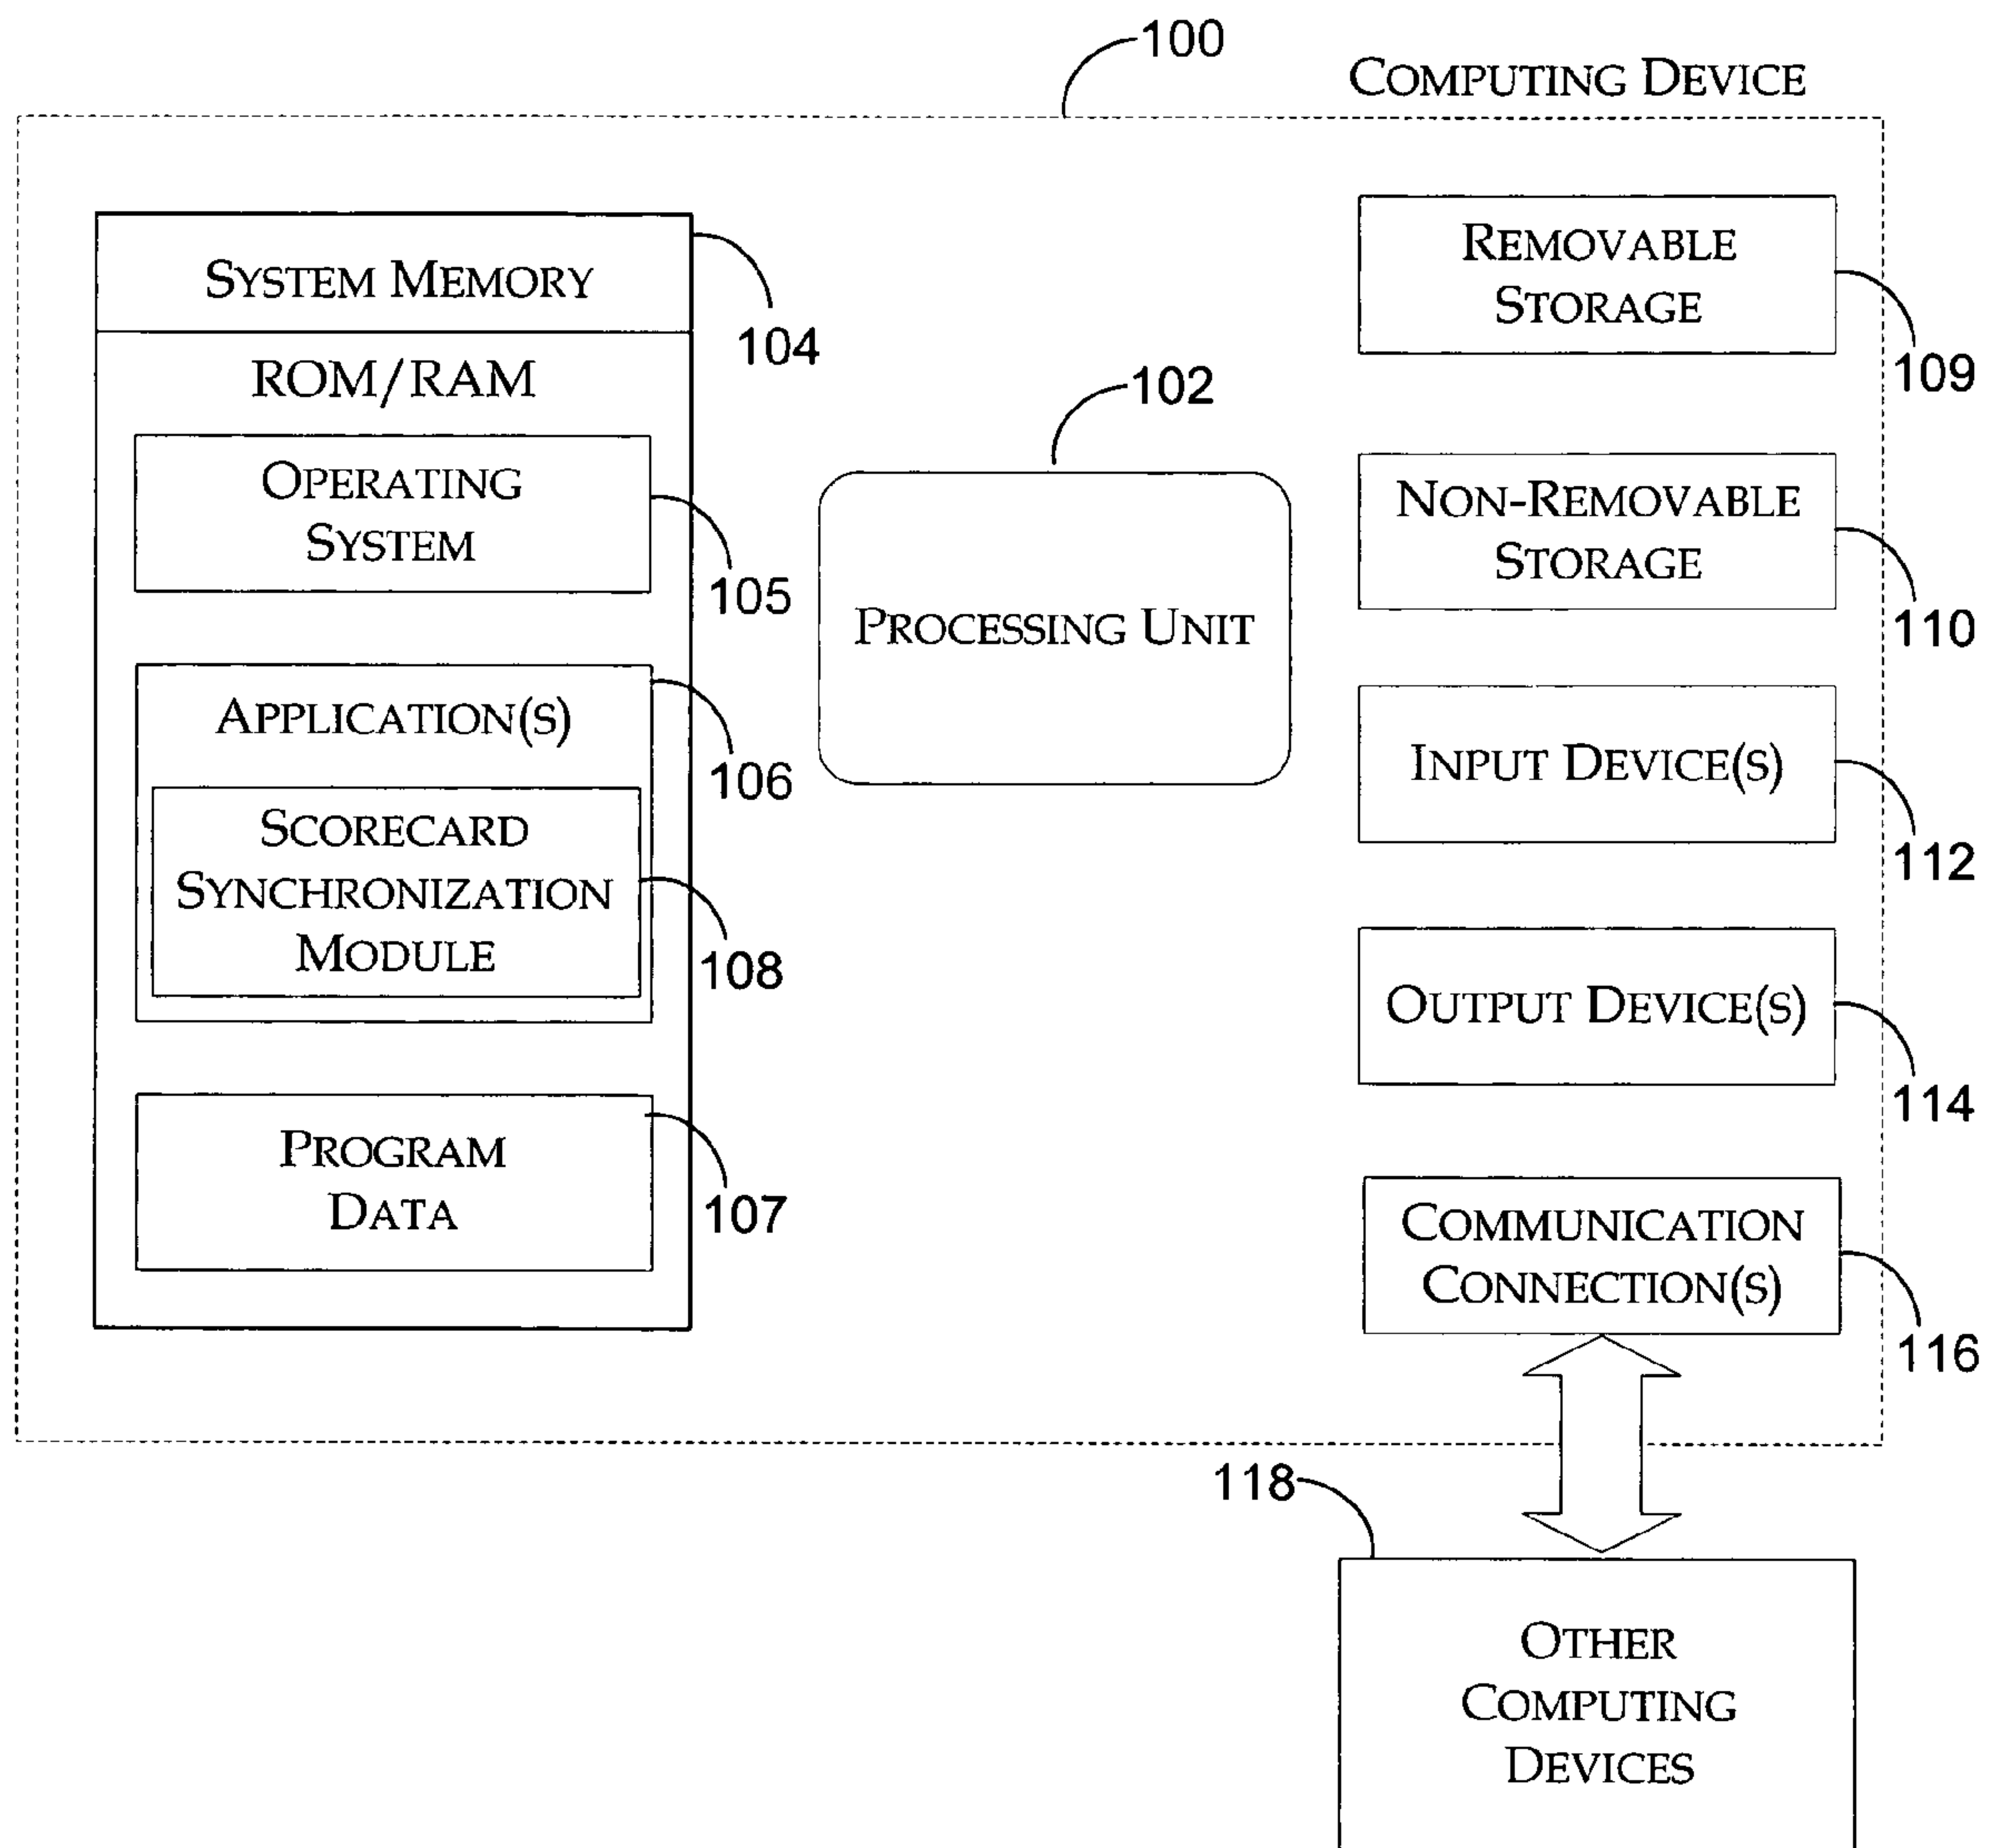 100
COMPUTING DEVICE
SYSTEM MEMORY
104
ROM/RAM
OPERATING
SYSTEM
105
APPLICATION(S)
106
SCORECARD
SYNCHRONIZATION
MODULE
108
PROGRAM
DATA
107
102
PROCESSING UNIT
REMOVABLE
STORAGE
109
NON-REMOVABLE
STORAGE
110
INPUT DEVICE(S)
112
OUTPUT DEVICE(S)
114
COMMUNICATION
CONNECTION(S)
116
118
OTHER
COMPUTING
DEVICES